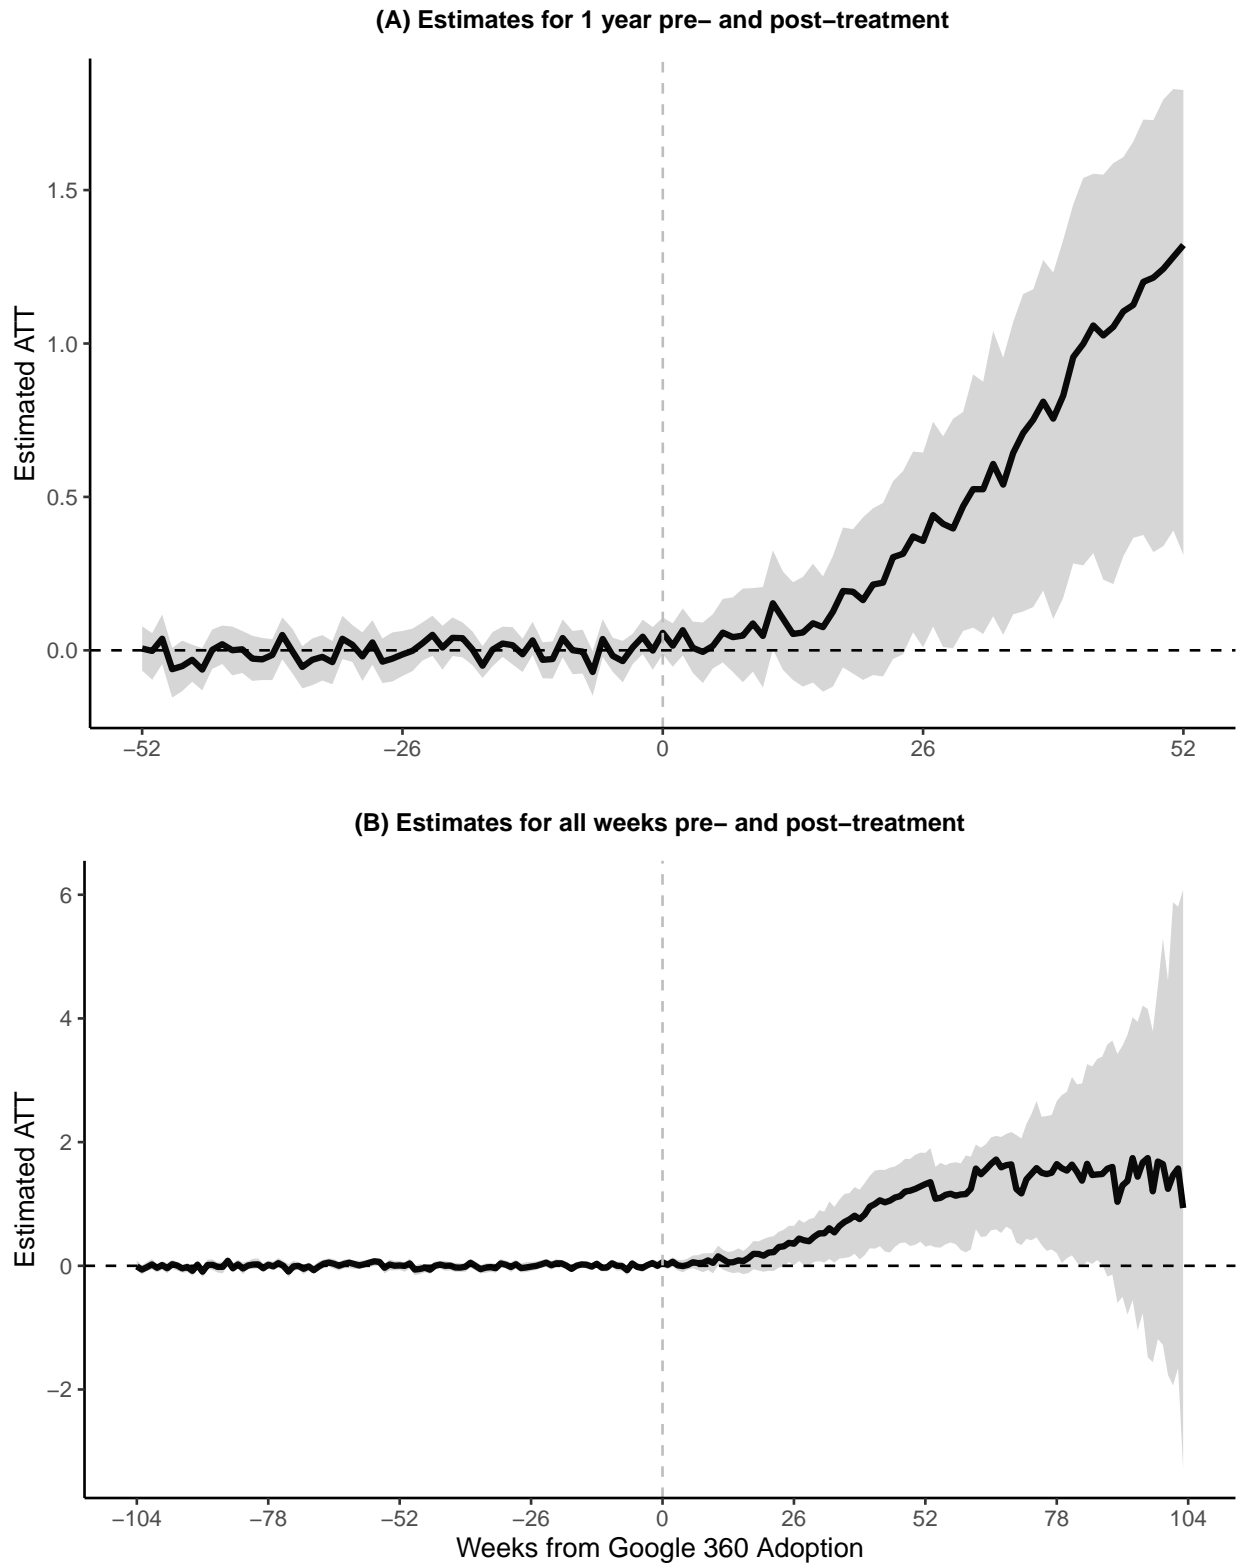 (A) Estimates for 1 year pre− and post−treatment
Estimated ATT
1.5
1.0
0.5
0.0
−52 −26 0 26 52
(B) Estimates for all weeks pre− and post−treatment
Estimated ATT
6
4
2
0
−2
−104 −78 −52 −26 0 26 52 78 104
Weeks from Google 360 Adoption